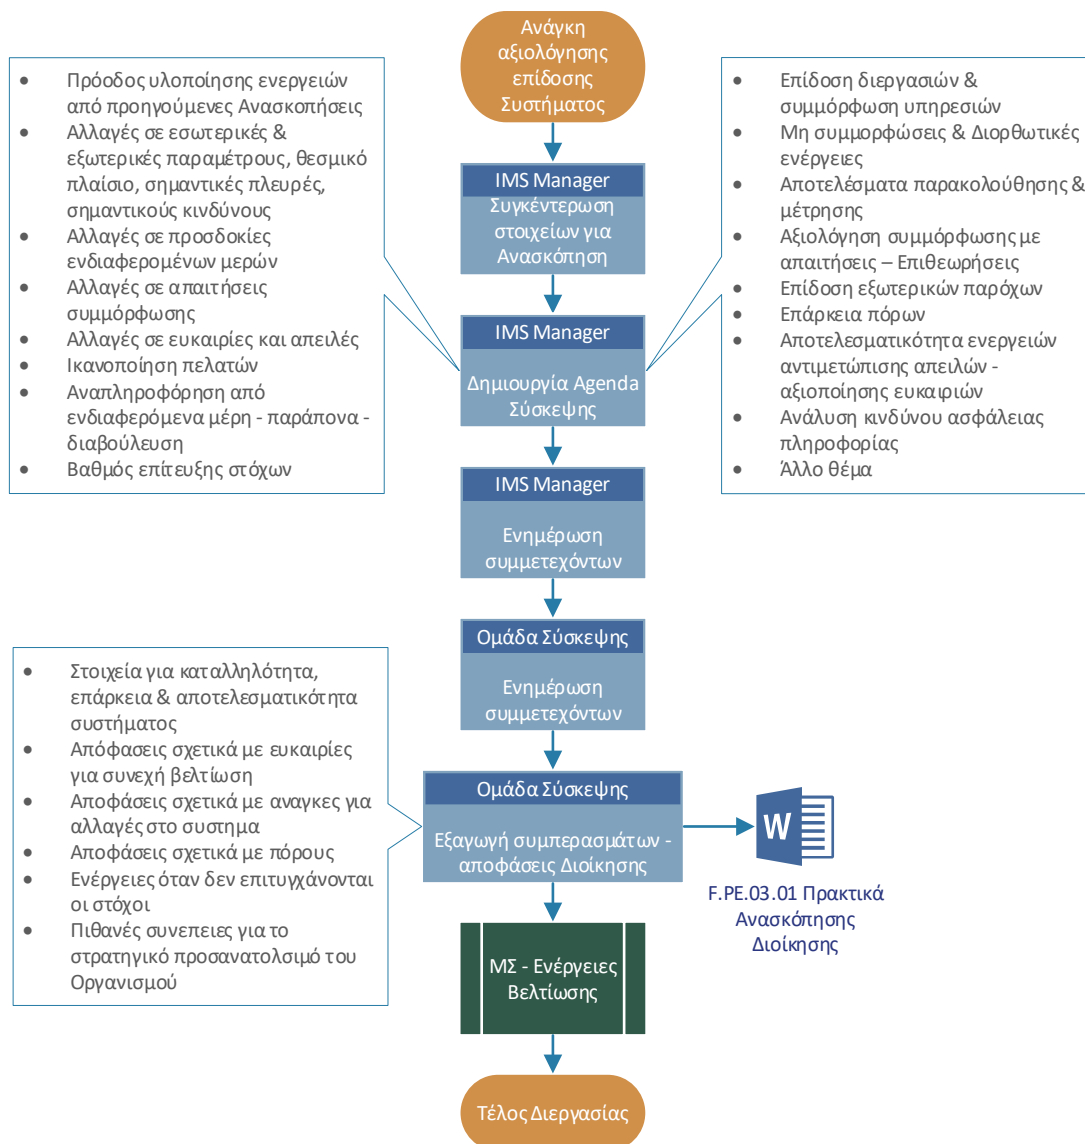 Ανάγκη
αξιολόγησης
επίδοσης
Συστήματος
• Πρόοδος υλοποίησης ενεργειών
από προηγούμενες Ανασκοπήσεις
• Αλλαγές σε εσωτερικές &
εξωτερικές παραμέτρους, θεσμικό
πλαίσιο, σημαντικές πλευρές,
σημαντικούς κινδύνους
• Αλλαγές σε προσδοκίες
ενδιαφερομένων μερών
• Αλλαγές σε απαιτήσεις
συμμόρφωσης
• Αλλαγές σε ευκαιρίες και απειλές
• Ικανοποίηση πελατών
• Αναπληροφόρηση από
ενδιαφερόμενα μέρη - παράπονα -
διαβούλευση
• Βαθμός επίτευξης στόχων
• Επίδοση διεργασιών &
συμμόρφωση υπηρεσιών
• Μη συμμορφώσεις & Διορθωτικές
ενέργειες
• Αποτελέσματα παρακολούθησης &
μέτρησης
• Αξιολόγηση συμμόρφωσης με
απαιτήσεις – Επιθεωρήσεις
• Επίδοση εξωτερικών παρόχων
• Επάρκεια πόρων
• Αποτελεσματικότητα ενεργειών
αντιμετώπισης απειλών -
αξιοποίησης ευκαιριών
• Ανάλυση κινδύνου ασφάλειας
πληροφορίας
• Άλλο θέμα
IMS Manager
Συγκέντερωση
στοιχείων για
Ανασκόπηση
IMS Manager
Δημιουργία Agenda
Σύσκεψης
IMS Manager
Ενημέρωση
συμμετεχόντων
Ομάδα Σύσκεψης
Ενημέρωση
συμμετεχόντων
• Στοιχεία για καταλληλότητα,
επάρκεια & αποτελεσματικότητα
συστήματος
• Απόφασεις σχετικά με ευκαιρίες
για συνεχή βελτίωση
• Αποφάσεις σχετικά με αναγκες για
αλλαγές στο συστημα
• Αποφάσεις σχετικά με πόρους
• Ενέργειες όταν δεν επιτυγχάνονται
οι στόχοι
• Πιθανές συνεπειες για το
στρατηγικό προσανατολσιμό του
Οργανισμού
Ομάδα Σύσκεψης
Εξαγωγή συμπερασμάτων -
αποφάσεις Διοίκησης
W
F.PE.03.01 Πρακτικά
Ανασκόπησης
Διοίκησης
ΜΣ - Ενέργειες
Βελτίωσης
Τέλος Διεργασίας